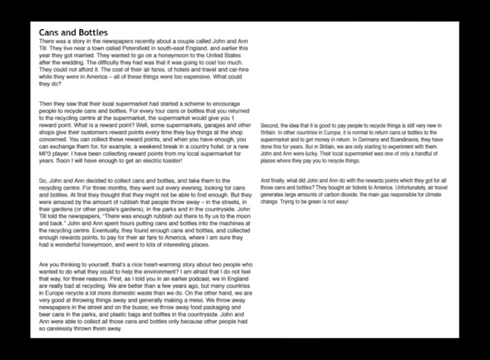 Cans and Bottles
There was a story in the newspapers recently about a couple called John and Ann
Till. They live near a town called Petersfield in south-east England, and earlier this
year they got married. They wanted to go on a honeymoon to the United States
after the wedding. The difficulty they had was that it was going to cost too much.
They could not afford it. The cost of their air fares, of hotels and travel and car-hire
while they were in America – all of these things were too expensive. What could
they do?
Then they saw that their local supermarket had started a scheme to encourage
people to recycle cans and bottles. For every four cans or bottles that you returned
to the recycling centre at the supermarket, the supermarket would give you 1
reward point. What is a reward point? Well, some supermarkets, garages and other
shops give their customers reward points every time they buy things at the shop
concerned. You can collect these reward points, and when you have enough, you
can exchange them for, for example, a weekend break in a country hotel, or a new
MP3 player. I have been collecting reward points from my local supermarket for
years. Soon I will have enough to get an electric toaster!
So, John and Ann decided to collect cans and bottles, and take them to the
recycling centre. For three months, they went out every evening, looking for cans
and bottles. At first they thought that they might not be able to find enough. But they
were amazed by the amount of rubbish that people throw away – in the streets, in
their gardens (or other people's gardens), in the parks and in the countryside. John
Till told the newspapers, "There was enough rubbish out there to fly us to the moon
and back." John and Ann spent hours putting cans and bottles into the machines at
the recycling centre. Eventually, they found enough cans and bottles, and collected
enough rewards points, to pay for their air fare to America, where I am sure they
had a wonderful honeymoon, and went to lots of interesting places.
Are you thinking to yourself, that's a nice heart-warming story about two people who
wanted to do what they could to help the environment? I am afraid that I do not feel
that way, for three reasons. First, as I told you in an earlier podcast, we in England
are really bad at recycling. We are better than a few years ago, but many countries
in Europe recycle a lot more domestic waste than we do. On the other hand, we are
very good at throwing things away and generally making a mess. We throw away
newspapers in the street and on the buses; we throw away food packaging and
beer cans in the parks, and plastic bags and bottles in the countryside. John and
Ann were able to collect all those cans and bottles only because other people had
so carelessly thrown them away.
Second, the idea that it is good to pay people to recycle things is still very new in
Britain. In other countries in Europe, it is normal to return cans or bottles to the
supermarket and to get money in return. In Germany and Scandinavia, they have
done this for years. But in Britain, we are only starting to experiment with them.
John and Ann were lucky. Their local supermarket was one of only a handful of
places where they pay you to recycle things.
And finally, what did John and Ann do with the rewards points which they got for all
those cans and bottles? They bought air tickets to America. Unfortunately, air travel
generates large amounts of carbon dioxide, the main gas responsible for climate
change. Trying to be green is not easy!